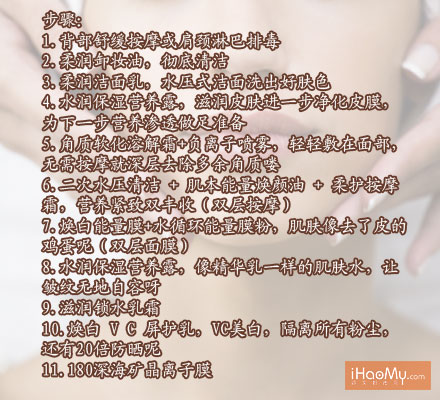 步骤:
1.背部舒缓按摩或肩颈淋巴排毒
2.柔润卸妆油，彻底清洁
3.柔润洁面乳，水压式洁面洗出好肤色
4.水润保湿营养露，滋润皮肤进一步净化皮膜，
为下一步营养渗透做足准备
5.角质软化溶解霜+负离子喷雾，轻轻敷在面部，
无需按摩就深层去除多余角质喽
6.二次水压清洁 + 肌本能量焕颜油 + 柔护按摩
霜，营养紧致双丰收（双层按摩）
7.焕白能量膜+水循环能量膜粉，肌肤像去了皮的
鸡蛋呢（双层面膜）
8.水润保湿营养露，像精华乳一样的肌肤水，让
皱纹无地自容呀
9.滋润锁水乳霜
10.焕白 V C 屏护乳，VC美白，隔离所有粉尘，
还有20倍防晒呢
11.180深海矿晶离子膜
iHaoMy.com